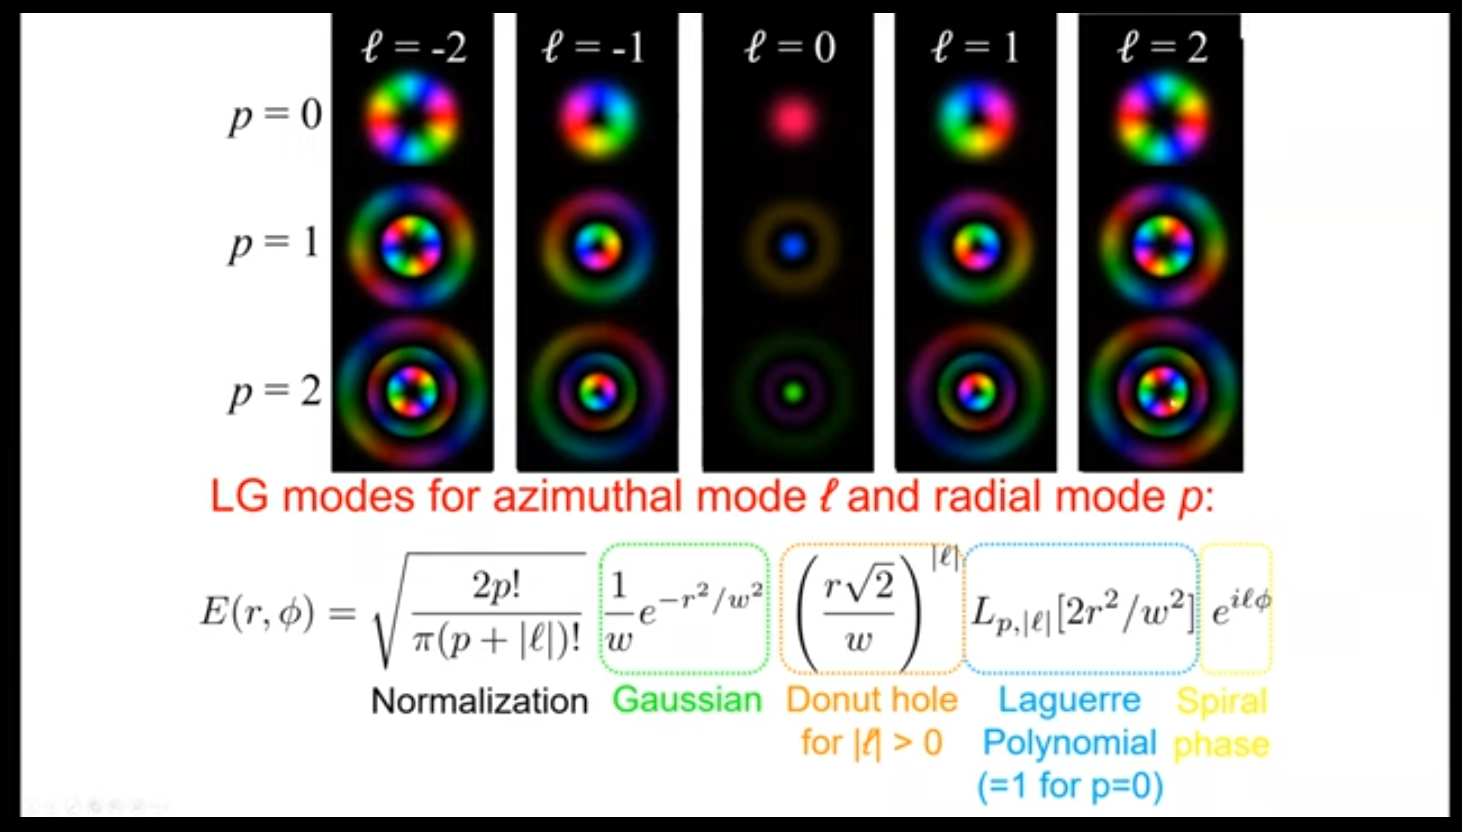 ℓ = -2 ℓ = -1 ℓ = 0 ℓ = 1 ℓ = 2
p = 0
p = 1
p = 2
LG modes for azimuthal mode ℓ and radial mode p:
E(r, ϕ) = √(2p! / π(p + |ℓ|)!) 1/w e^{−r²/w²} (r√2 / w)^{|ℓ|} L_{p,|ℓ|}[2r²/w²] e^{iℓϕ}
Normalization Gaussian Donut hole Laguerre Spiral
for |ℓ| > 0 Polynomial phase
(=1 for p=0)